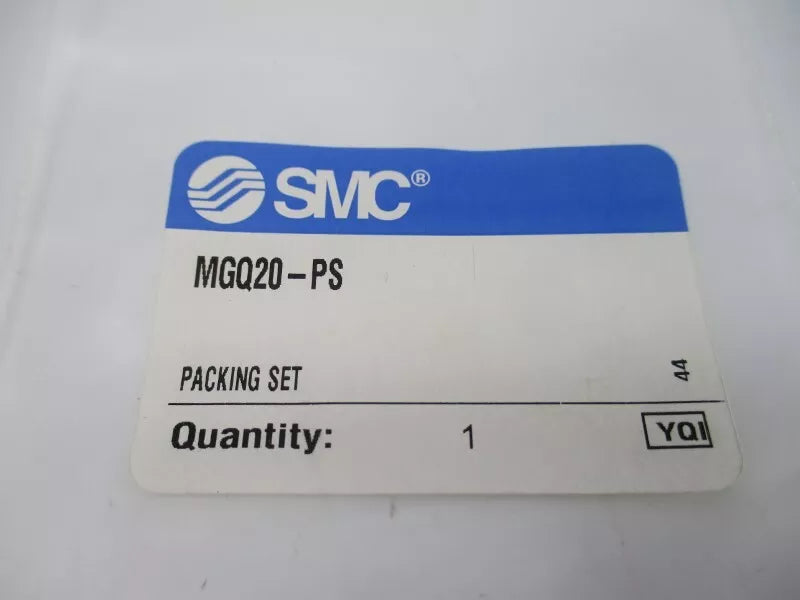 SMC®
MGQ20-PS
PACKING SET 44
Quantity: 1 YQI